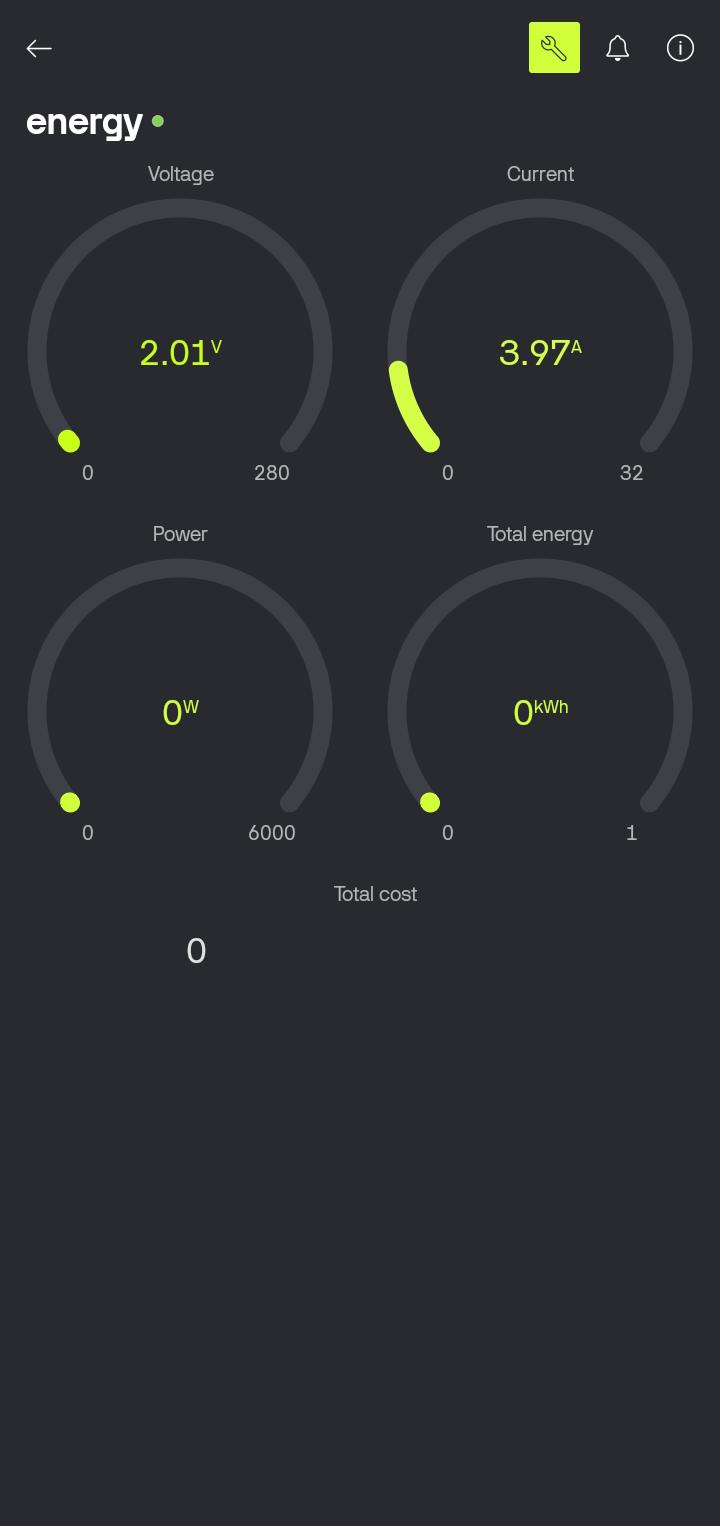 energy
Voltage
Current
2.01V
3.97A
0
280
0
32
Power
Total energy
0W
0kWh
0
6000
0
1
Total cost
0